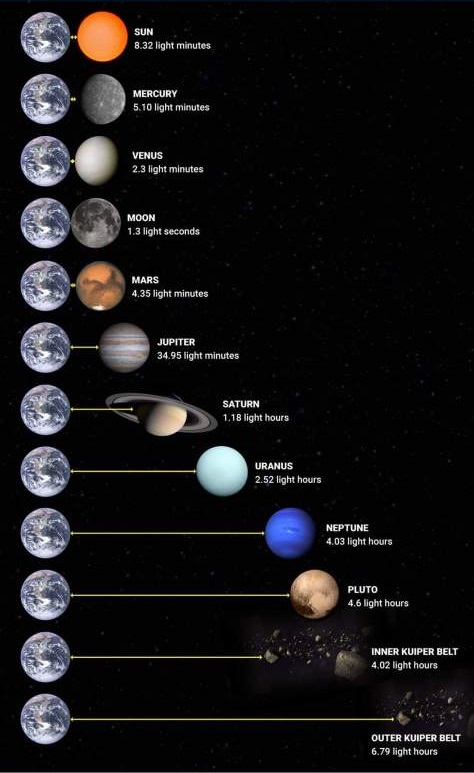 SUN
8.32 light minutes
MERCURY
5.10 light minutes
VENUS
2.3 light minutes
MOON
1.3 light seconds
MARS
4.35 light minutes
JUPITER
34.95 light minutes
SATURN
1.18 light hours
URANUS
2.52 light hours
NEPTUNE
4.03 light hours
PLUTO
4.6 light hours
INNER KUIPER BELT
4.02 light hours
OUTER KUIPER BELT
6.79 light hours